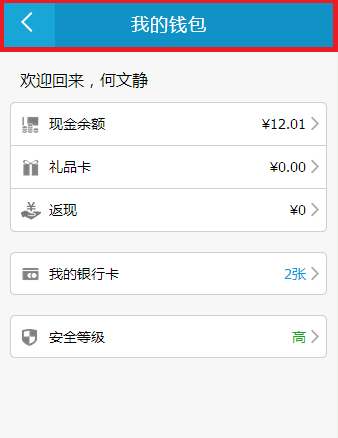 我的钱包
欢迎回来，何文静
现金余额 ¥12.01
礼品卡 ¥0.00
返现 ¥0
我的银行卡 2张
安全等级 高